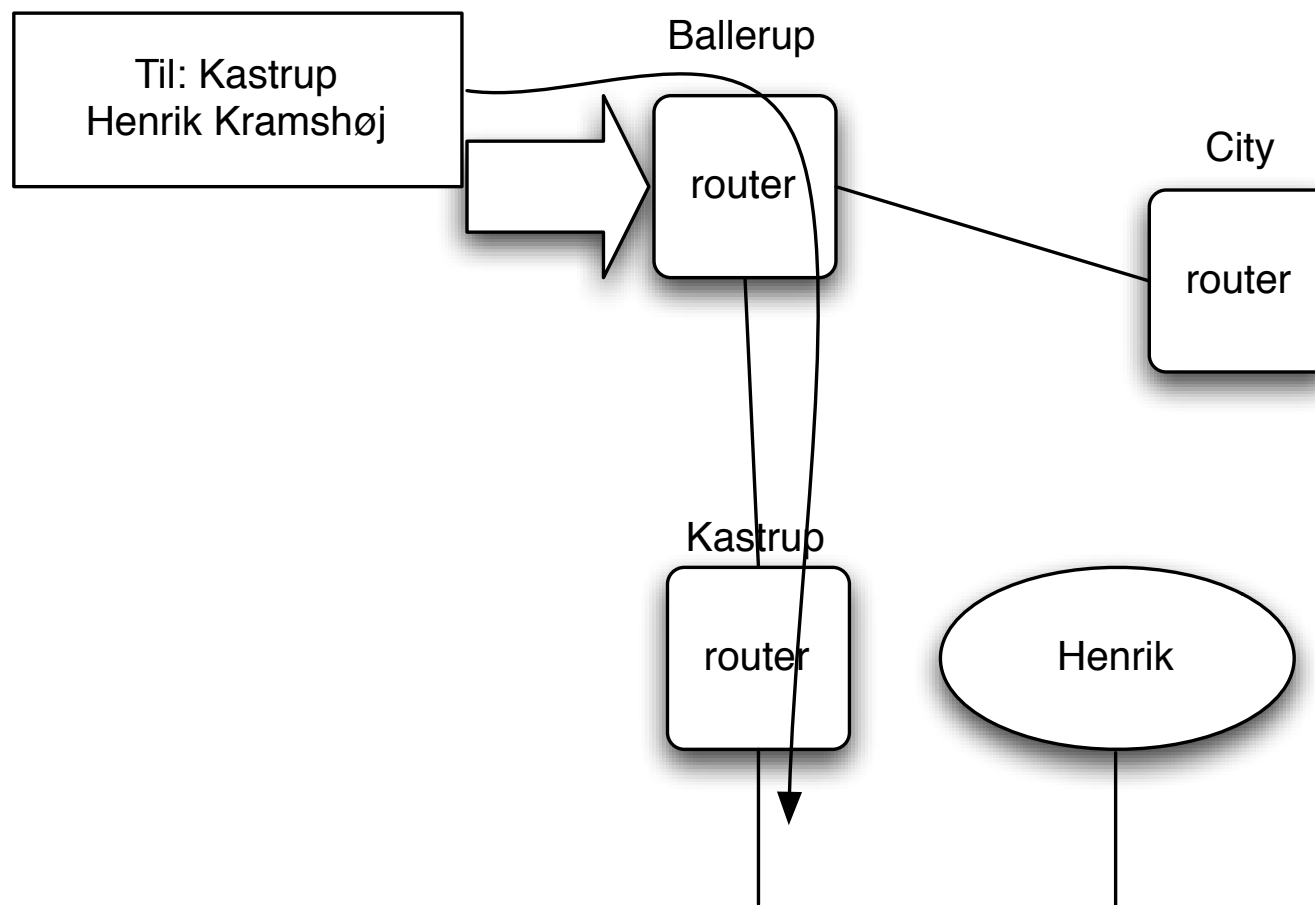 Ballerup
Til: Kastrup
Henrik Kramshøj
City
router
router
Kastrup
router
Henrik